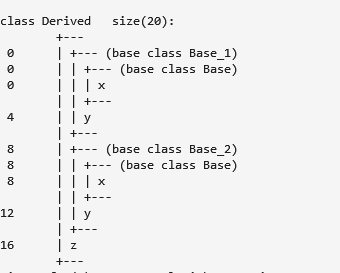 class Derived   size(20):
        +---
 0      | +--- (base class Base_1)
 0      | | +--- (base class Base)
 0      | | | x
        | | +---
 4      | | y
        | +---
 8      | +--- (base class Base_2)
 8      | | +--- (base class Base)
 8      | | | x
        | | +---
12      | | y
        | +---
16      | z
        +---